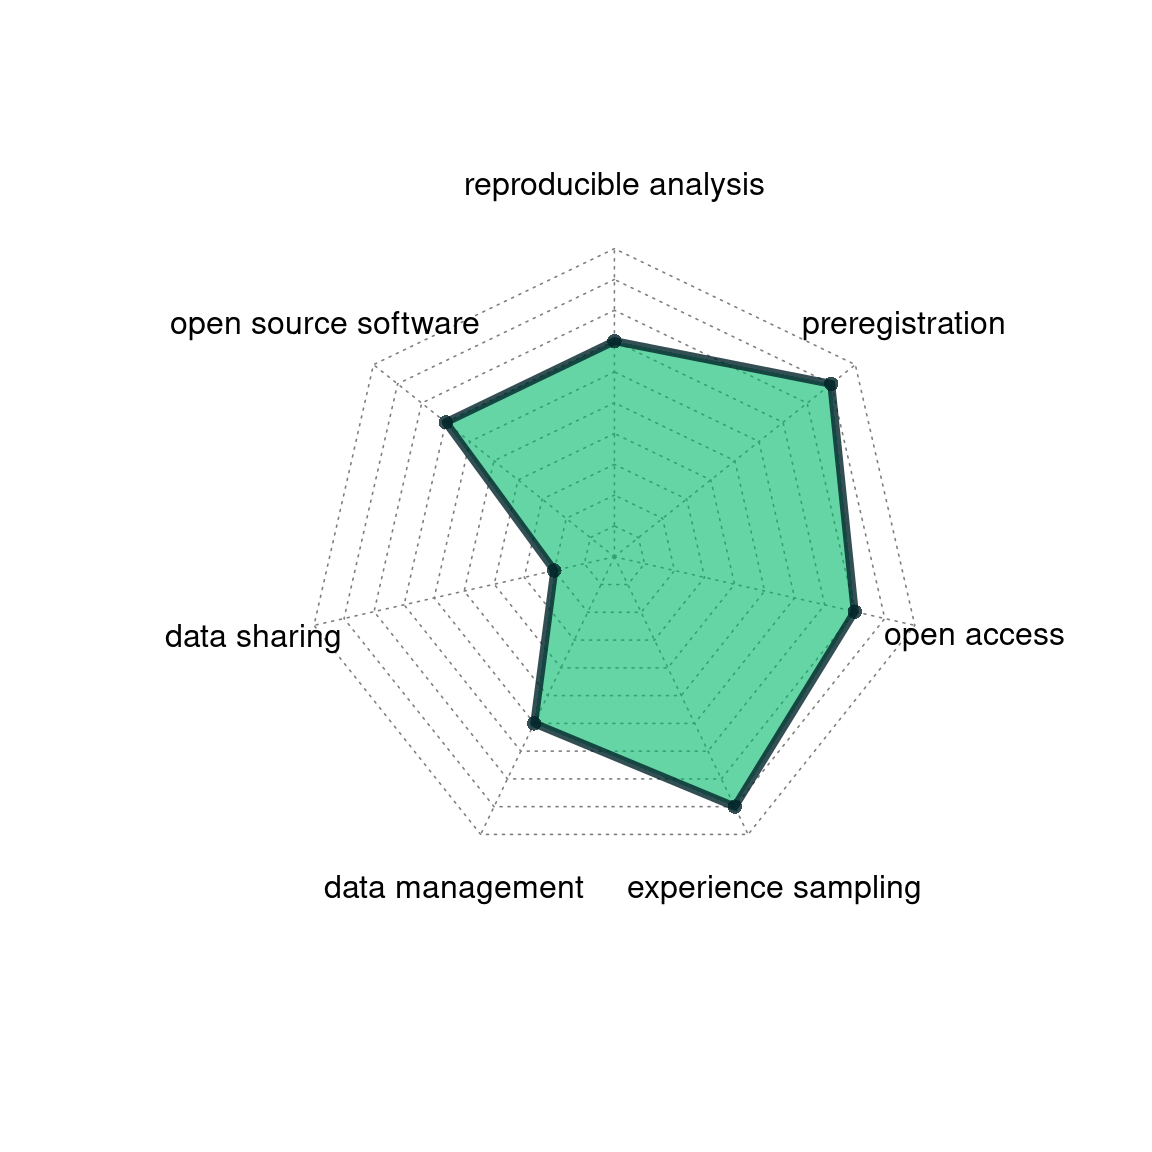 reproducible analysis
open source software
preregistration
data sharing
open access
data management
experience sampling